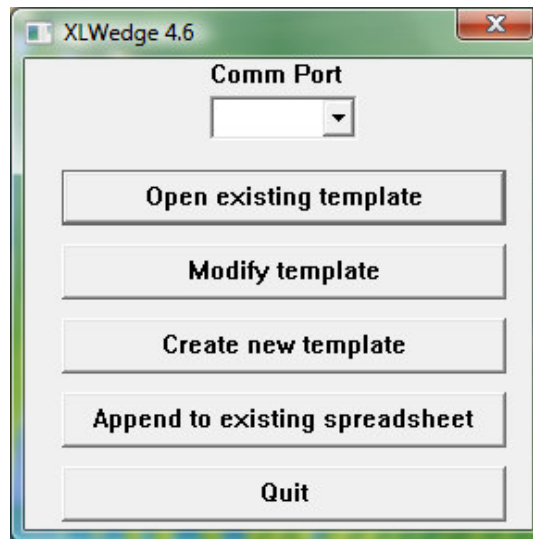 XLWedge 4.6
Comm Port
Open existing template
Modify template
Create new template
Append to existing spreadsheet
Quit